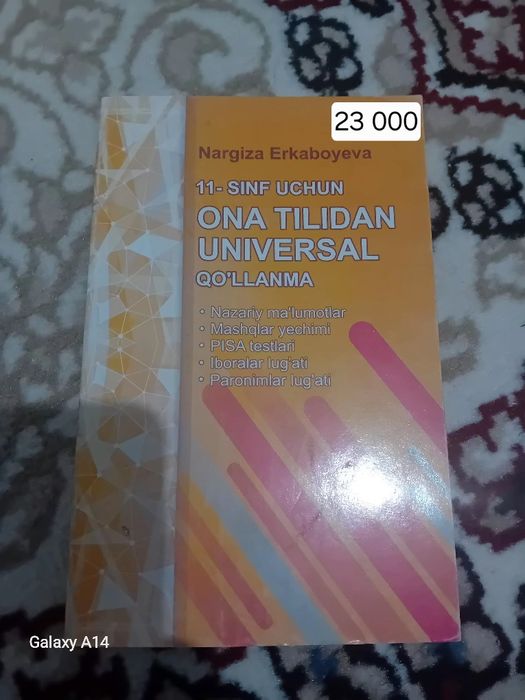 23 000
Nargiza Erkaboyeva
11- SINF UCHUN
ONA TILIDAN
UNIVERSAL
QO'LLANMA
• Nazariy ma'lumotlar
• Mashqlar yechimi
• PISA testlari
• Iboralar lug'ati
• Paronimlar lug'ati
Galaxy A14